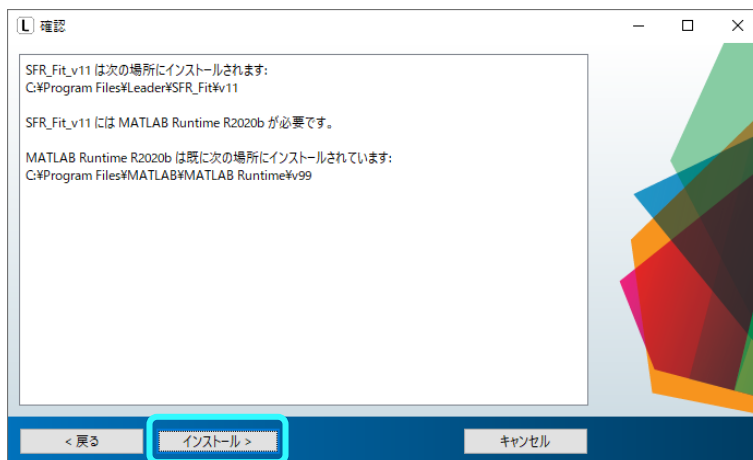 L 確認
SFR_Fit_v11 は次の場所にインストールされます:
C:¥Program Files¥Leader¥SFR_Fit¥v11
SFR_Fit_v11 には MATLAB Runtime R2020b が必要です。
MATLAB Runtime R2020b は既に次の場所にインストールされています:
C:¥Program Files¥MATLAB¥MATLAB Runtime¥v99
< 戻る
インストール >
キャンセル